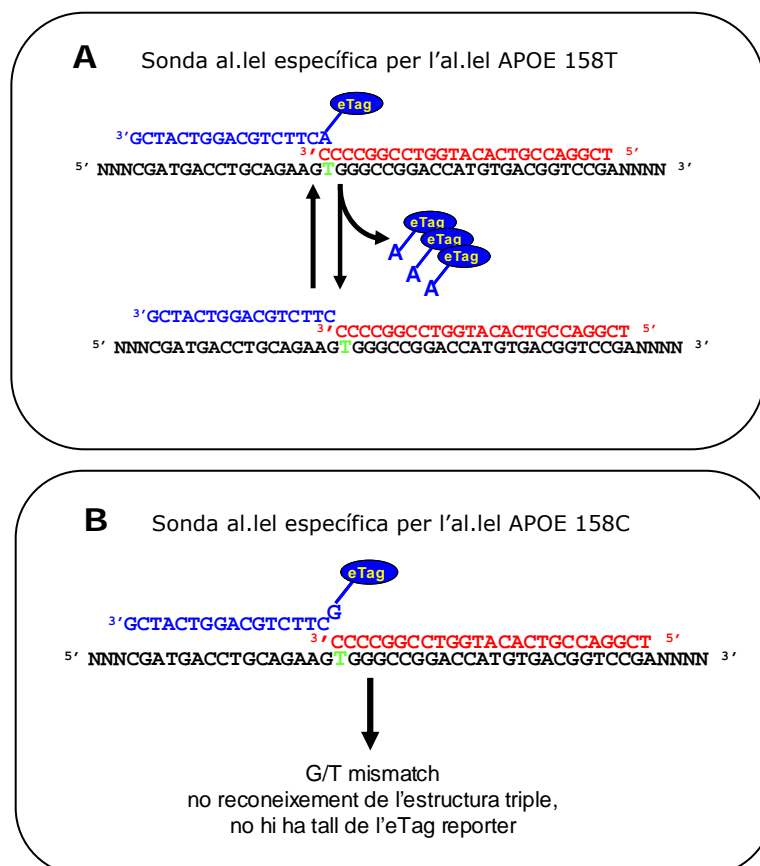 A Sonda al.lel específica per l'al.lel APOE 158T
eTag
3'GCTACTGGACGTCTTCA
3'CCCCGGCCTGGTACACTGCCAGGCT 5'
5' NNNCGATGACCTGCAGAAGTGGGCCGGACCATGTGACGGTCCGANNNN 3'
eTag
A eTag
A eTag
A
3'GCTACTGGACGTCTTC
3'CCCCGGCCTGGTACACTGCCAGGCT 5'
5' NNNCGATGACCTGCAGAAGTGGGCCGGACCATGTGACGGTCCGANNNN 3'
B Sonda al.lel específica per l'al.lel APOE 158C
eTag
3'GCTACTGGACGTCTTCG
3'CCCCGGCCTGGTACACTGCCAGGCT 5'
5' NNNCGATGACCTGCAGAAGTGGGCCGGACCATGTGACGGTCCGANNNN 3'
G/T mismatch
no reconeixement de l'estructura triple,
no hi ha tall de l'eTag reporter